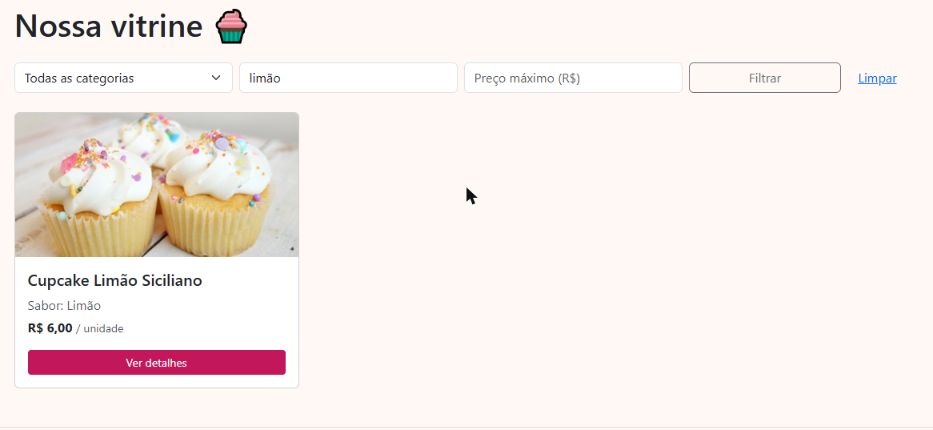 Nossa vitrine 🧁
Todas as categorias
limão
Preço máximo (R$)
Filtrar
Limpar
Cupcake Limão Siciliano
Sabor: Limão
R$ 6,00 / unidade
Ver detalhes